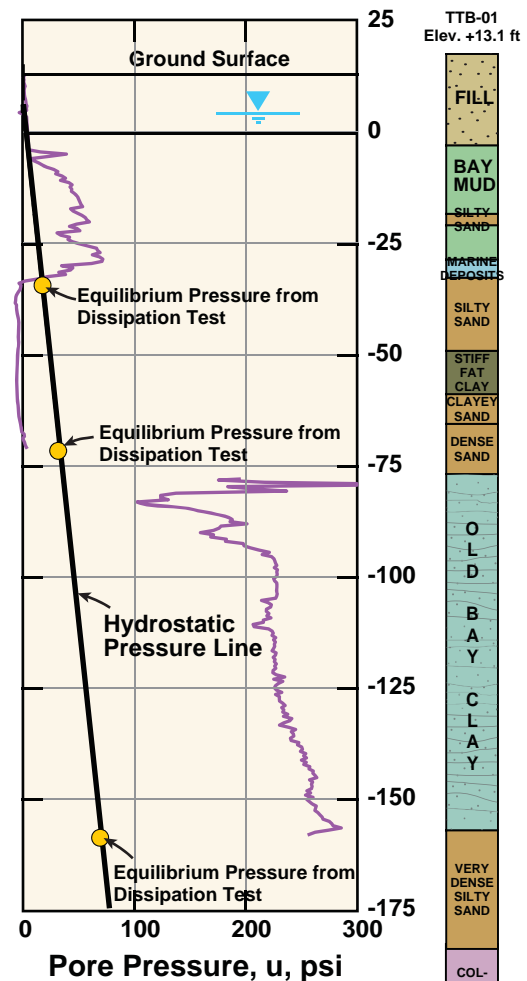 25
0
-25
-50
-75
-100
-125
-150
-175
Ground Surface
Equilibrium Pressure from
Dissipation Test
Equilibrium Pressure from
Dissipation Test
Hydrostatic
Pressure Line
Equilibrium Pressure from
Dissipation Test
0 100 200 300
Pore Pressure, u, psi
TTB-01
Elev. +13.1 ft
FILL
BAY
MUD
SILTY
SAND
MARINE
DEPOSITS
SILTY
SAND
STIFF
FAT
CLAY
CLAYEY
SAND
DENSE
SAND
O
L
D
B
A
Y
C
L
A
Y
VERY
DENSE
SILTY
SAND
COL-